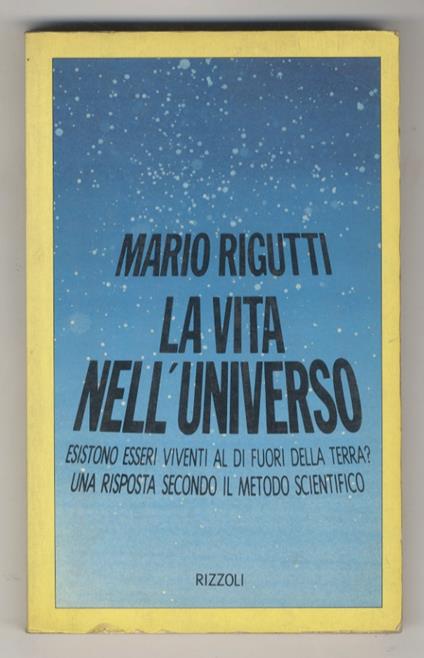 MARIO RIGUTTI
LA VITA
NELL'UNIVERSO
ESISTONO ESSERI VIVENTI AL DI FUORI DELLA TERRA?
UNA RISPOSTA SECONDO IL METODO SCIENTIFICO
RIZZOLI